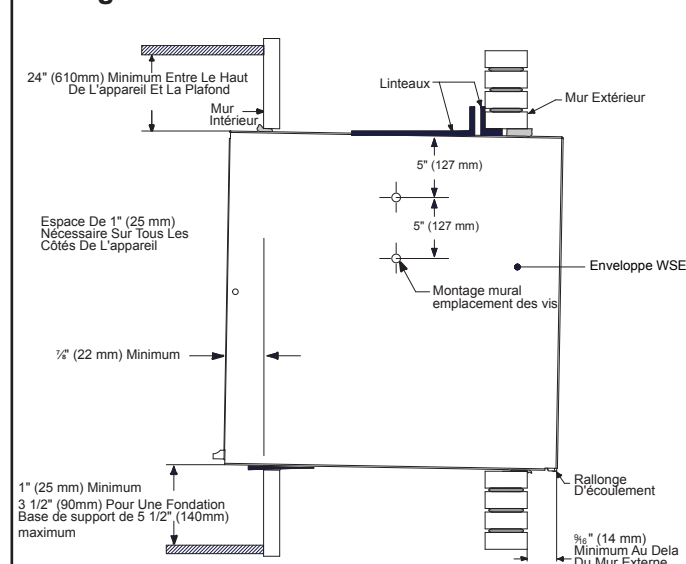 24" (610mm) Minimum Entre Le Haut
De L'appareil Et La Plafond
Mur
Intérieur
Linteaux
Mur Extérieur
5" (127 mm)
5" (127 mm)
Espace De 1" (25 mm)
Nécessaire Sur Tous Les
Côtés De L'appareil
Enveloppe WSE
Montage mural
emplacement des vis
⅞" (22 mm) Minimum
1" (25 mm) Minimum
3 1/2" (90mm) Pour Une Fondation
Base de support de 5 1/2" (140mm)
maximum
Rallonge
D'écoulement
9⁄16" (14 mm)
Minimum Au Dela
Du Mur Externe